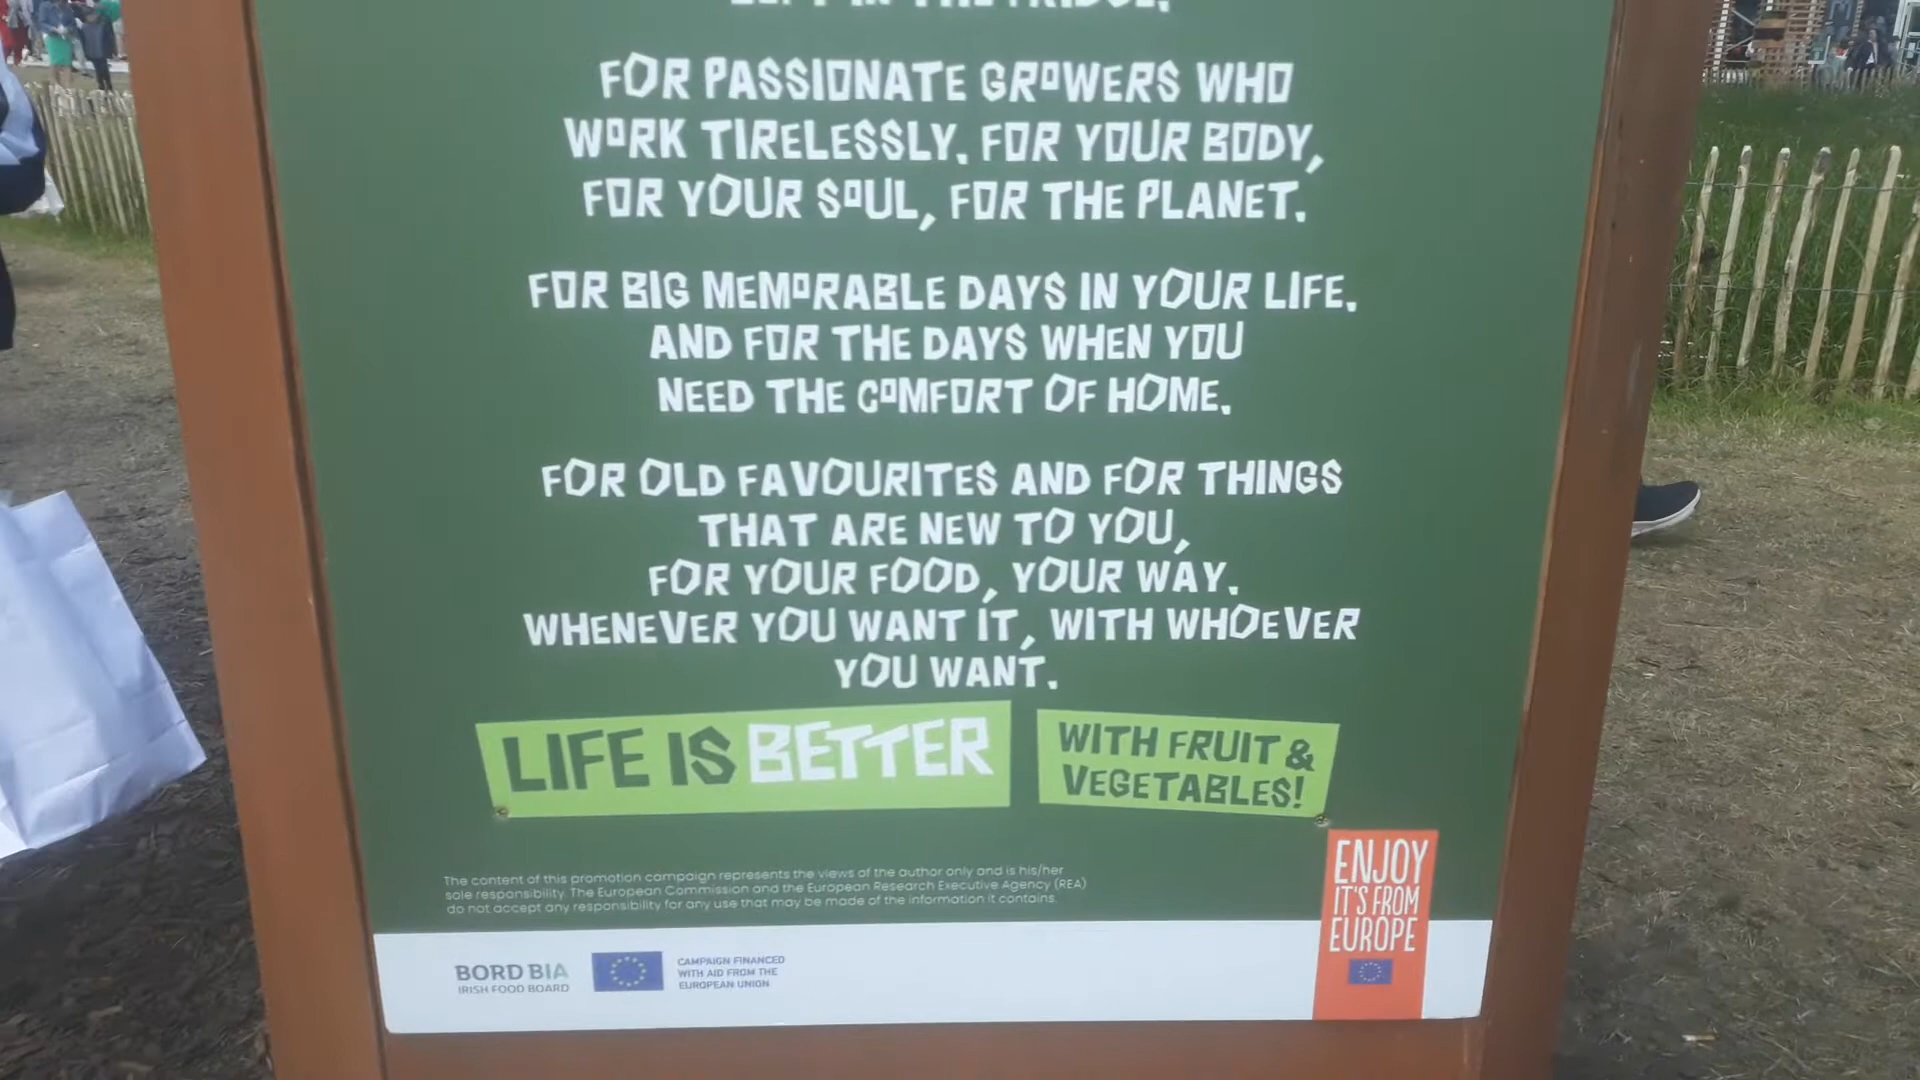 LEFT IN THE FRIDGE.
FOR PASSIONATE GROWERS WHO
WORK TIRELESSLY. FOR YOUR BODY,
FOR YOUR SOUL, FOR THE PLANET.
FOR BIG MEMORABLE DAYS IN YOUR LIFE.
AND FOR THE DAYS WHEN YOU
NEED THE COMFORT OF HOME.
FOR OLD FAVOURITES AND FOR THINGS
THAT ARE NEW TO YOU,
FOR YOUR FOOD, YOUR WAY.
WHENEVER YOU WANT IT, WITH WHOEVER
YOU WANT.
LIFE IS BETTER
WITH FRUIT &
VEGETABLES!
The content of this promotion campaign represents the views of the author only and is his/her
sole responsibility. The European Commission and the European Research Executive Agency (REA)
do not accept any responsibility for any use that may be made of the information it contains.
ENJOY
IT'S FROM
EUROPE
BORD BIA
IRISH FOOD BOARD
CAMPAIGN FINANCED
WITH AID FROM THE
EUROPEAN UNION